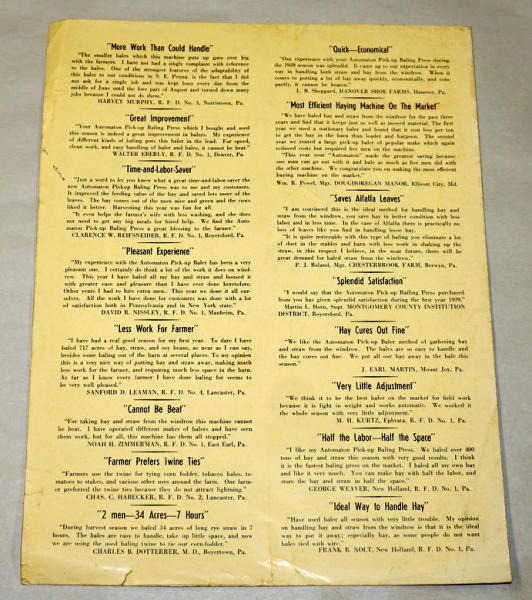 "More Work Than Could Handle"
"The smaller bales which this machine puts up goes over big
with the farmers. I have not had a single complaint with reference
to the bales. One of the strongest features of the adaptability of
this baler to our conditions in S. E. Penna. is the fact that I did
not ask for a single job and was kept busy every day from the
middle of June until the fore part of August and turned down many
jobs because I could not do them."
HARVEY MURPHY, R. F. D. No. 3, Norristown, Pa.
"Great Improvement!"
"Your Automaton Pick-up Baling Press which I bought and used
this season is indeed a great improvement in balers. My experience
of different kinds of baling puts this baler in the lead. For speed,
clean work, and easy handling of baler and bales, it cannot be beat."
WALTER EBERLY, R. F. D. No. 1, Denver, Pa.
"Time-and-Labor-Saver"
"Just a word to let you know what a great time-and-labor-saver the
new Automaton Pickup Baling Press was to me and my customers.
It improved the feeding value of the hay and saved lots more of the
leaves. The hay comes out of the mow nice and green and the cows
liked it better. Harvesting this year was fun for all.
"It even helps the farmer's wife with less washing, and she does
not need to get any big meals for hired help. We find the Auto-
maton Pick-up Baling Press a great blessing to the farmer."
CLARENCE W. REIFSNEIDER, R. F. D. No. 1, Royersford, Pa.
"Pleasant Experience"
"My experience with the Automaton Pick-up Baler has been a very
pleasant one. I certainly do think a lot of the work it does in wind-
row. This year I have baled all my hay and straw and housed it
with greater ease and pleasure than I have ever done heretofore.
Other years I had to hire extra men. This year we done it all our-
selves. All the work I have done for customers was done with a lot
of satisfaction both in Pennsylvania and in New York state."
DAVID R. NISSLEY, R. F. D. No. 1, Manheim, Pa.
"Less Work For Farmer"
"I have had a real good season for my first year. To date I have
baled 717 acres of hay, straw, and soy beans, as near as I can say,
besides some baling out of the barn at several places. To my opinion
this is a very nice way of putting hay and straw away, making much
less work for the farmer, and requiring much less space in the barn.
As far as I know every farmer I have done baling for seems to
be very well pleased."
SANFORD D. LEAMAN, R. F. D. No. 4, Lancaster, Pa.
"Cannot Be Beat"
"For taking hay and straw from the windrow this machine cannot
be beat. I have operated different makes of balers and have seen
them work, but for all, this machine has them all stopped."
NOAH H. ZIMMERMAN, R. F. D. No. 1, East Earl, Pa.
"Farmer Prefers Twine Ties"
"Farmers use the twine for tying corn fodder, tobacco bales, to-
matoes to stakes, and various other uses around the farm. One far-
mer preferred the twine ties because they do not attract lightning."
CHAS. C. HABECKER, R. F. D. No. 2, Lancaster, Pa.
"2 men—34 Acres—7 Hours"
"During harvest season we baled 34 acres of long rye straw in 7
hours. The bales are easy to handle, take up little space, and now
we are using the used baling twine to tie our corn-fodder."
CHARLES B. DOTTERRER, M. D., Boyertown, Pa.
"Quick—Economical"
"Our experience with your Automaton Pick-up Baling Press during
the 1939 season was splendid. It came up to our expectation in every
way in handling both straw and hay from the windrow. When it
comes to putting a lot of hay away quickly, economically, and com-
pactly, it cannot be beaten."
L. B. Sheppard, HANOVER SHOE FARMS, Hanover, Pa.
"Most Efficient Haying Machine On The Market"
"We have baled hay and straw from the windrow for the past three
years and find that it keeps just as well as mowed material. The first
year we used a stationary baler and found that it cost less per ton
to get the hay in the barn than loader and harpoon. The second
year we rented a large pick-up of popular make which again
reduced costs but required five men on the machine.
"This year your "Automaton" made the greatest saving because
one man can go out with it and bale as much as five men did with
the other machine. We congratulate you on making the most efficient
haying machine on the market."
Wm. R. Powel, Mgr. DOUGHOREGAN MANOR, Ellicott City, Md.
"Saves Alfalfa Leaves"
"I am convinced this is the ideal method for handling hay and
straw from the window, you save hay in better condition with less
labor and in less time. In the case of Alfalfa there is practically no
loss of leaves like you find in handling loose hay.
"It is quite noticeable with this type of baling you eliminate a lot
of dust in the stables and barn with less work in shaking up the
straw, in this respect I believe, in the near future, there will be
great demand for baled straw from the windrow."
P. J. Boland, Mgr. CHESTERBROOK FARM, Berwyn, Pa.
"Splendid Satisfaction"
"I would say that the Automaton Pick-up Baling Press purchased
from you has given splendid satisfaction during the first year 1939."
Martin L. Horn, Supt. MONTGOMERY COUNTY INSTITUTION
DISTRICT, Royersford, Pa.
"Hay Cures Out Fine"
"We like the Automaton Pick-up Baler method of gathering hay
and straw from the windrow. The bales are so easy to handle and
the hay cures out fine. We put all our hay away in the bale this
season."
J. EARL MARTIN, Mount Joy, Pa.
"Very Little Adjustment"
"We think it to be the best baler on the market for field work
because it is light in weight and works automatic. We worked it
the whole season with very little adjustment."
M. H. KURTZ, Ephrata, R. F. D. No. 1, Pa.
"Half the Labor—Half the Space"
"I like my Automaton Pick-up Baling Press. We baled over 400
tons of hay and straw this season with very good results. I think
it is the fastest baling press on the market. I baled all my own hay
and like it very much. You can make hay with half the labor, and
store the hay and straw in half the space."
GEORGE WEAVER, New Holland, R. F. D. No. 1, Pa.
"Ideal Way to Handle Hay"
"Have used baler all season with very little trouble. My opinion
on handling hay and straw from the windrow is that it is the ideal
way to put it away; especially hay, as some people do not want
bales tied with wire."
FRANK B. NOLT, New Holland, R. F. D. No. 1, Pa.